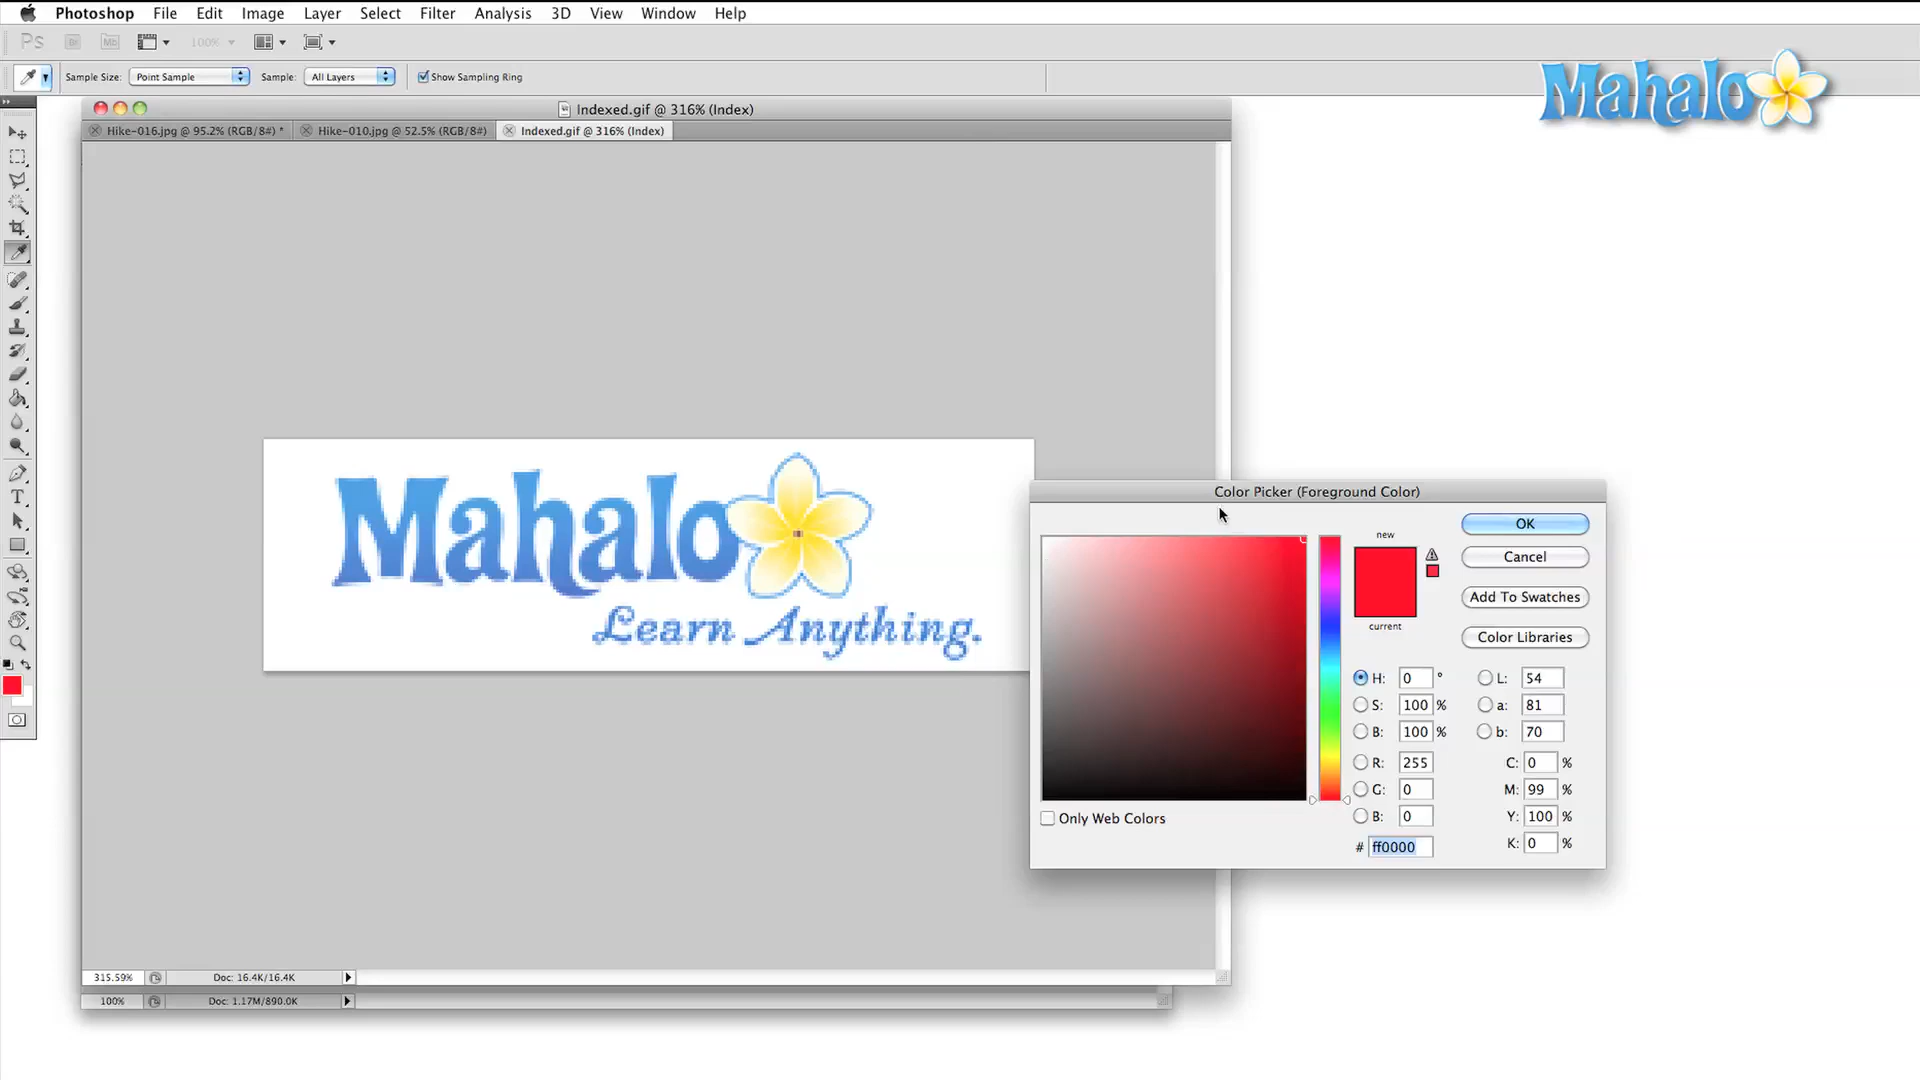 Photoshop File Edit Image Layer Select Filter Analysis 3D View Window Help
Ps Br Mb 100%
Sample Size: Point Sample Sample: All Layers Show Sampling Ring
Mahalo
Indexed.gif @ 316% (Index)
Hike-016.jpg @ 95.2% (RGB/8#) * Hike-010.jpg @ 52.5% (RGB/8#) Indexed.gif @ 316% (Index)
Mahalo
Learn Anything.
Color Picker (Foreground Color)
new
current
OK
Cancel
Add To Swatches
Color Libraries
H: 0 ° L: 54
S: 100 % a: 81
B: 100 % b: 70
R: 255 C: 0 %
G: 0 M: 99 %
B: 0 Y: 100 %
# ff0000 K: 0 %
Only Web Colors
T
315.59% Doc: 16.4K/16.4K
100% Doc: 1.17M/890.0K